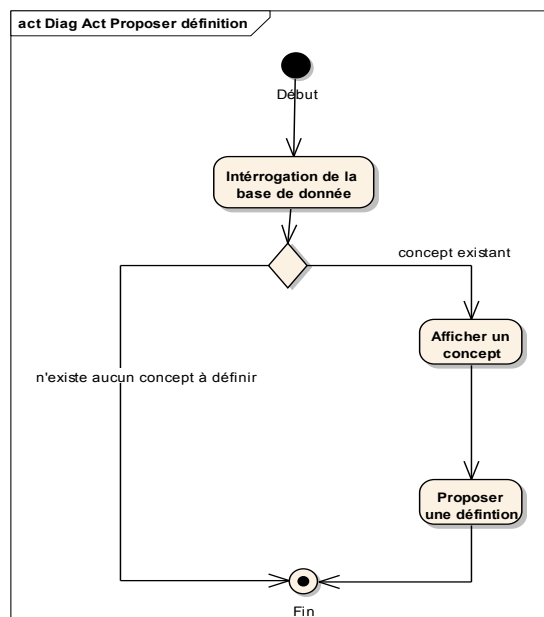 act Diag Act Proposer définition
Début
Intérrogation de la
base de donnée
concept existant
Afficher un
concept
n'existe aucun concept à définir
Proposer
une défintion
Fin